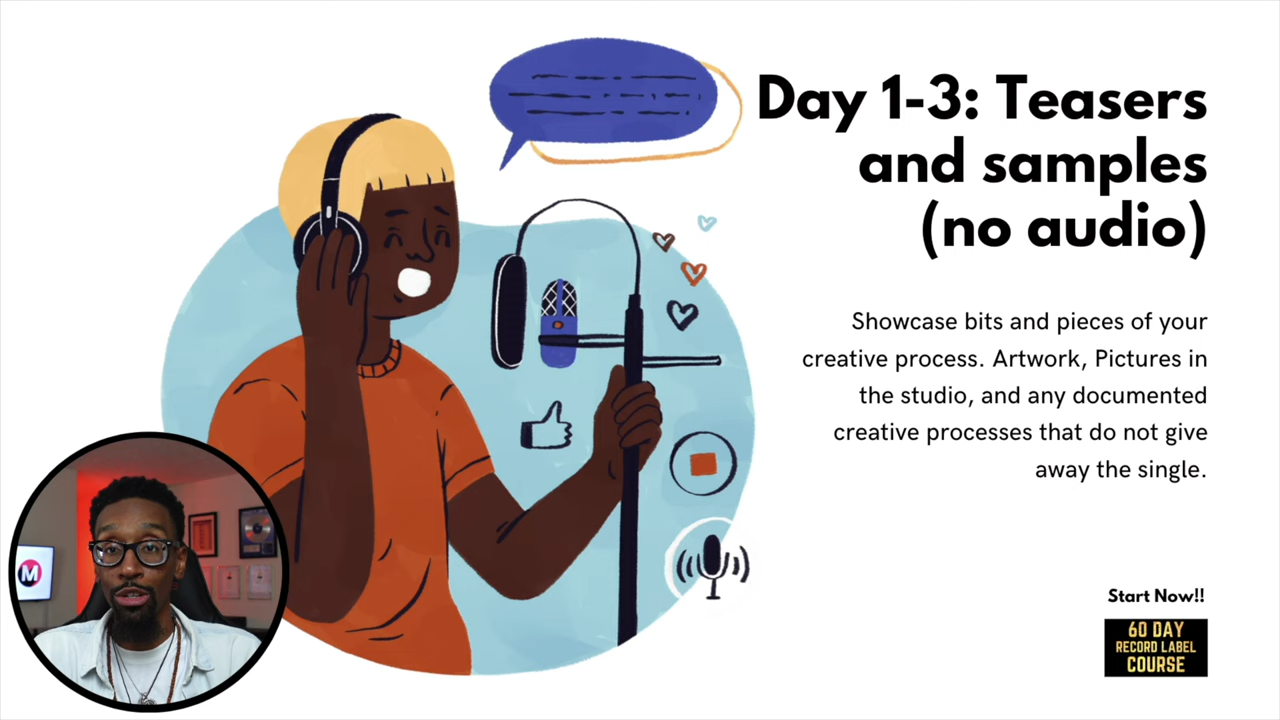 Day 1-3: Teasers
and samples
(no audio)
Showcase bits and pieces of your
creative process. Artwork, Pictures in
the studio, and any documented
creative processes that do not give
away the single.
Start Now!!
60 DAY
RECORD LABEL
COURSE
M